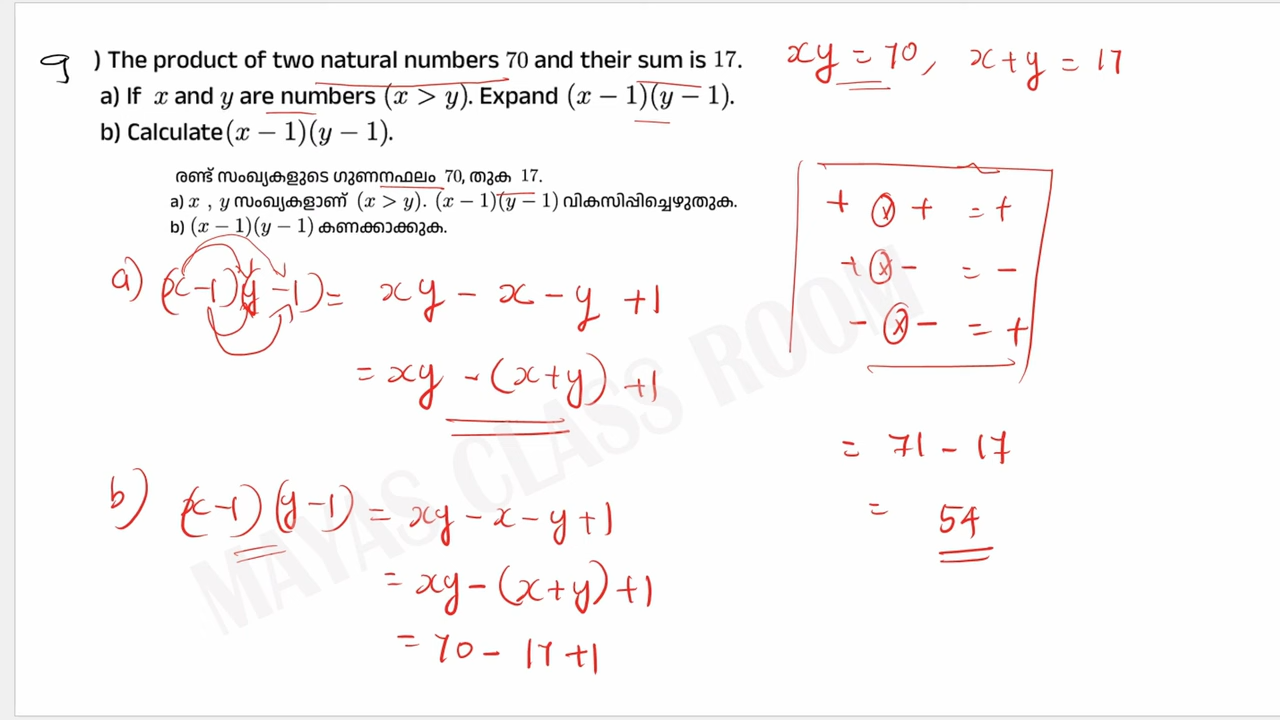 9 ) The product of two natural numbers 70 and their sum is 17.
a) If x and y are numbers (x > y). Expand (x − 1)(y − 1).
b) Calculate (x − 1)(y − 1).
രണ്ട് സംഖ്യകളുടെ ഗുണനഫലം 70, തുക 17.
a) x , y സംഖ്യകളാണ് (x > y). (x − 1)(y − 1) വികസിപ്പിച്ചെഴുതുക.
b) (x − 1)(y − 1) കണക്കാക്കുക.
xy = 70, x+y = 17
+ ⓧ + = +
+ ⓧ − = −
− ⓧ − = +
a) (x−1)(y−1) = xy − x − y + 1
= xy − (x+y) + 1
b) (x−1)(y−1) = xy − x − y + 1
= xy − (x+y) + 1
= 70 − 17 + 1
= 71 − 17
= 54
MAYAS CLASS ROOM